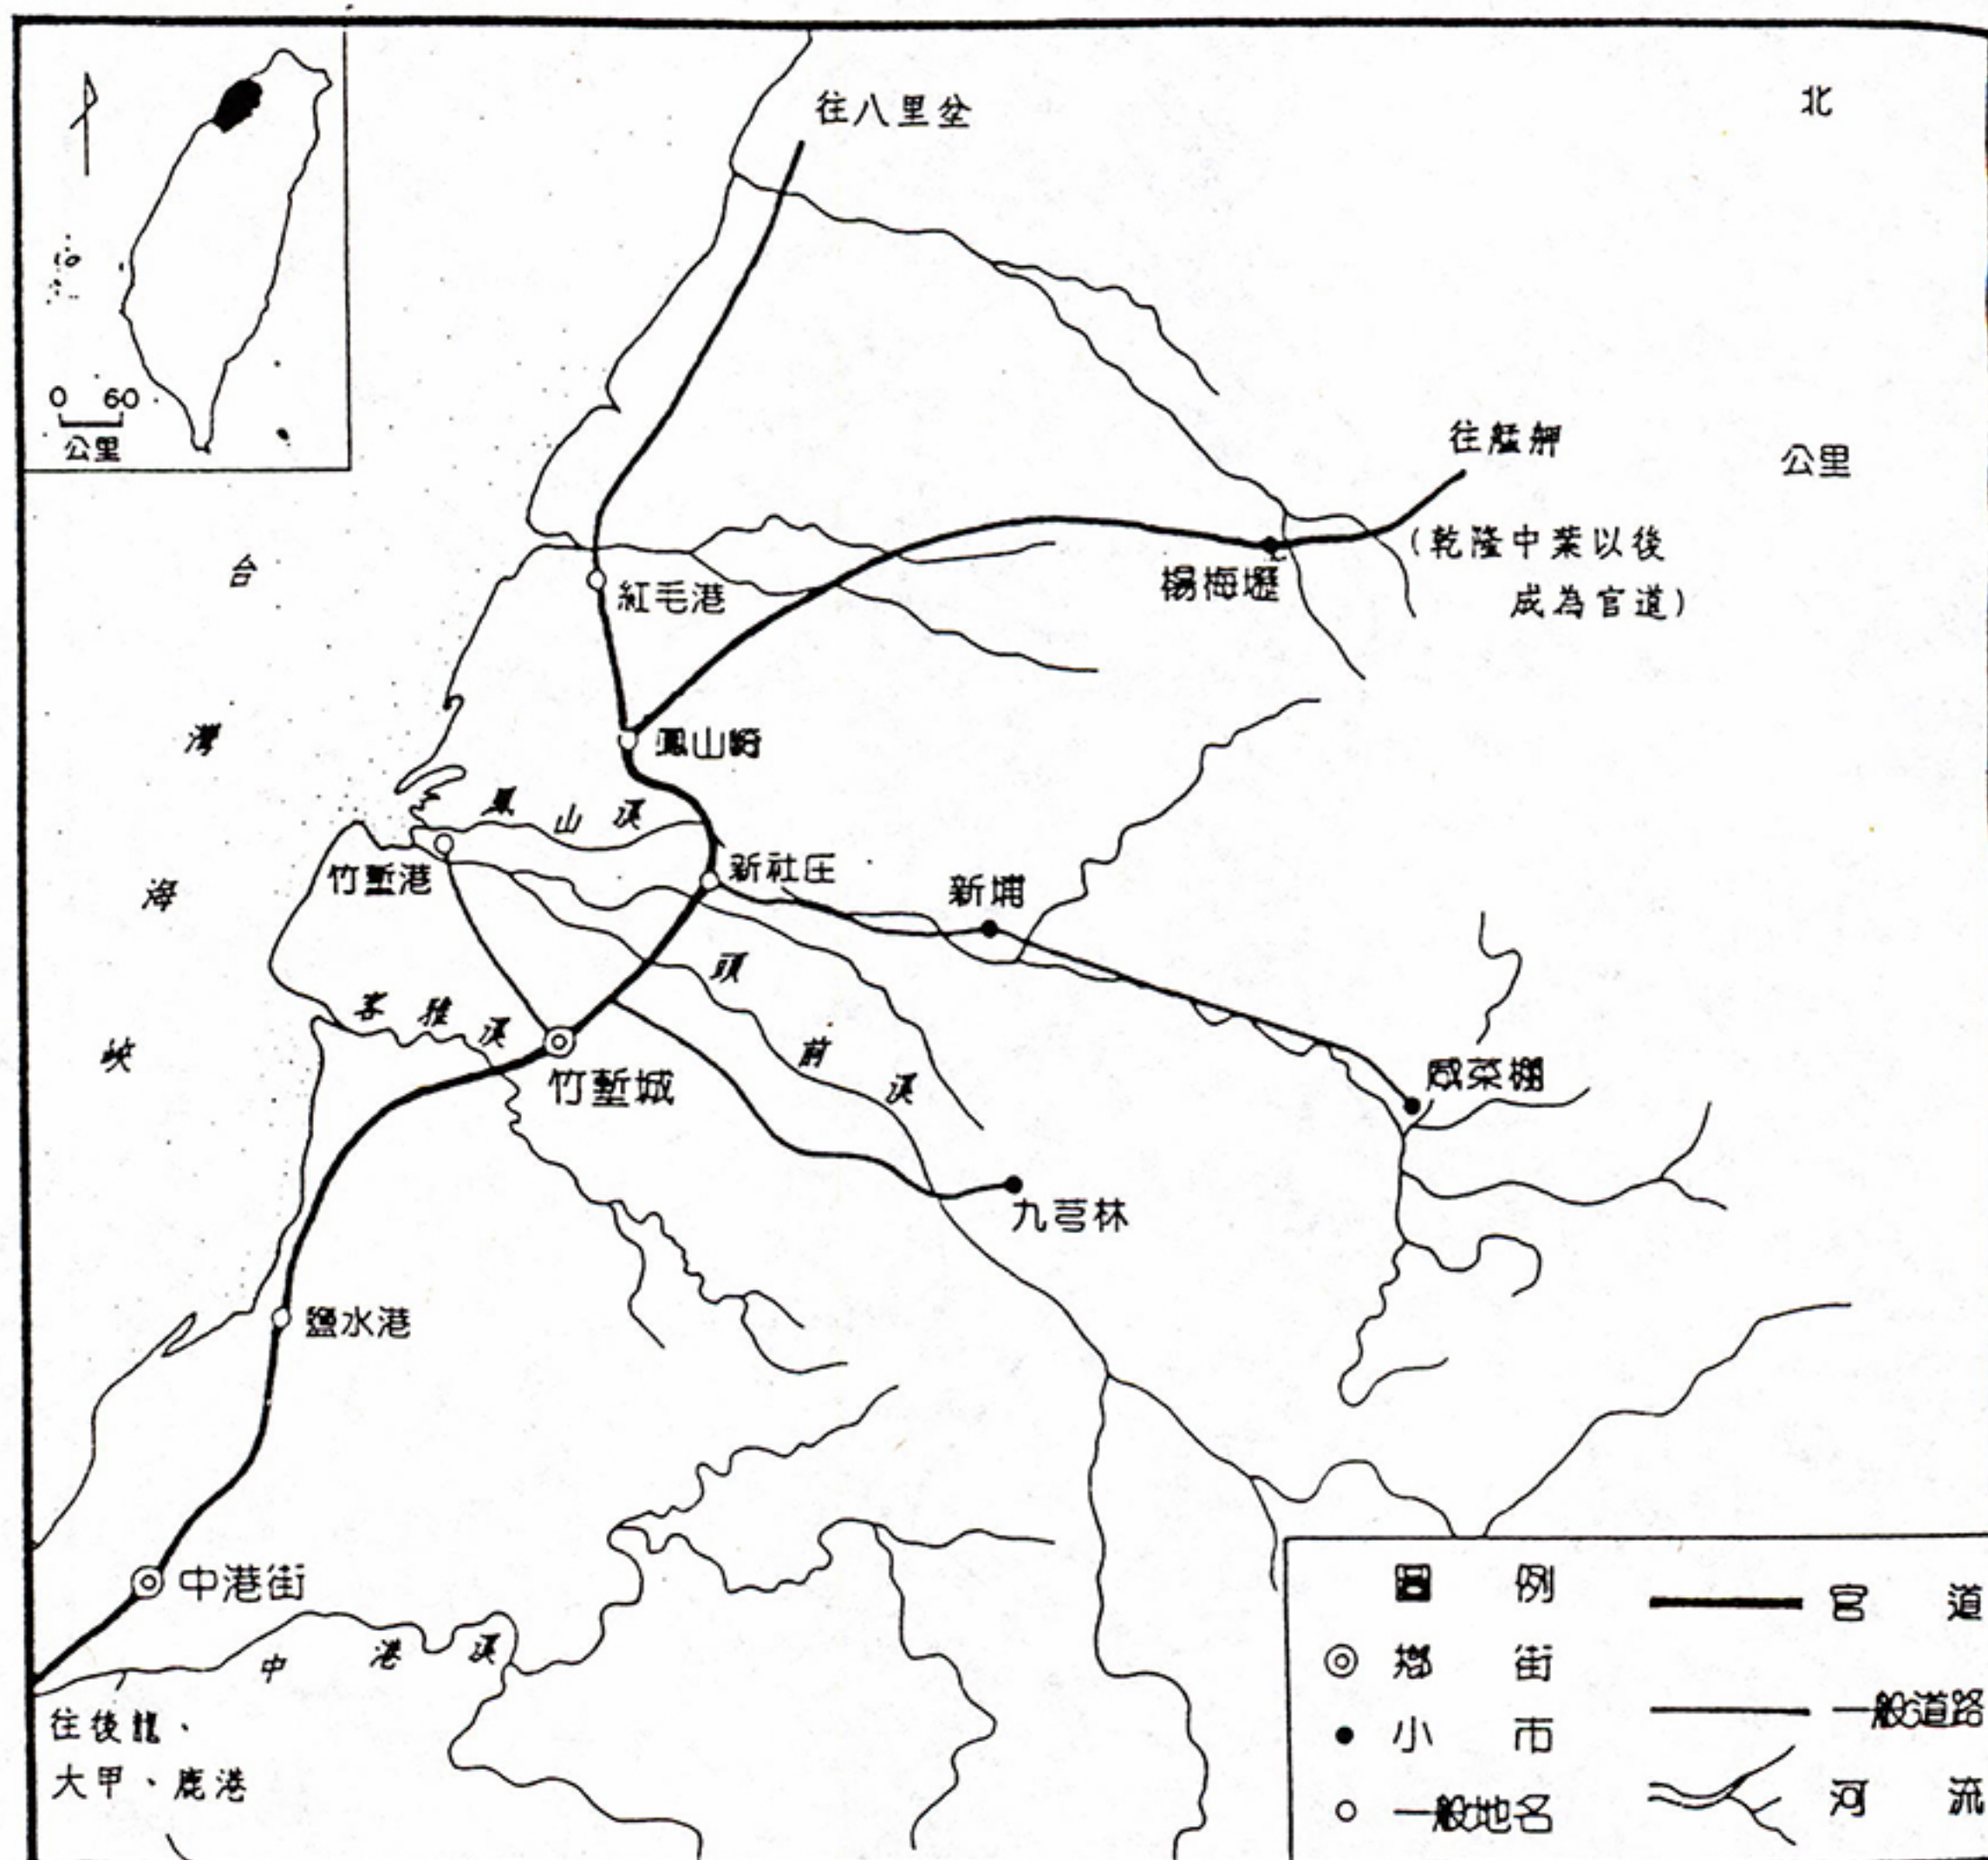 往八里坌
北
0 60
公里
往艋舺
公里
(乾隆中葉以後
成為官道)
楊梅壢
紅毛港
鳳山崎
台灣海峽
鳳山溪
竹塹港
新社庄
新埔
頭前溪
客雅溪
竹塹城
咸菜棚
九芎林
鹽水港
中港街
中港溪
往後龍、
大甲、鹿港
圖例
鄉街
小市
一般地名
官道
一般道路
河流